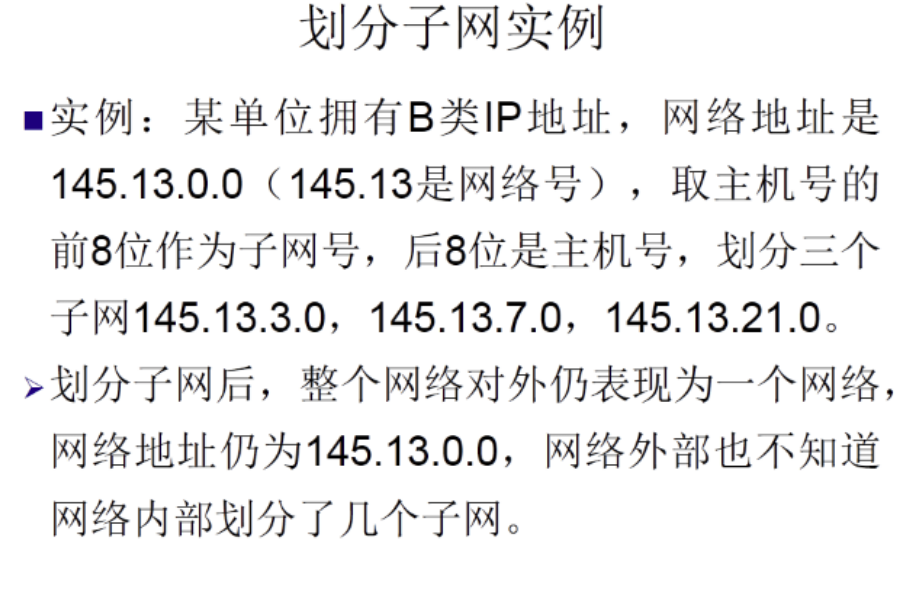 划分子网实例
■实例：某单位拥有B类IP地址，网络地址是
145.13.0.0（145.13是网络号），取主机号的
前8位作为子网号，后8位是主机号，划分三个
子网145.13.3.0，145.13.7.0，145.13.21.0。
➢划分子网后，整个网络对外仍表现为一个网络，
网络地址仍为145.13.0.0，网络外部也不知道
网络内部划分了几个子网。